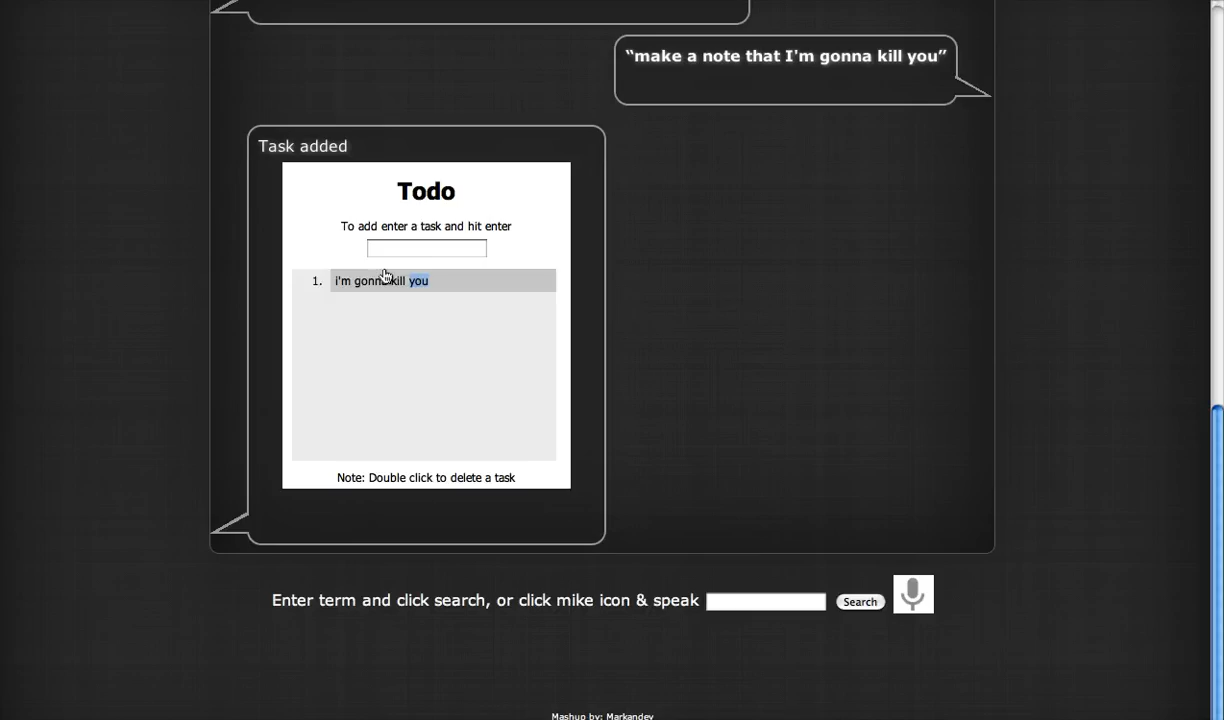 “make a note that I'm gonna kill you”
Task added
Todo
To add enter a task and hit enter
1. i'm gonna kill you
Note: Double click to delete a task
Enter term and click search, or click mike icon & speak
Search
Mashup by: Markandey